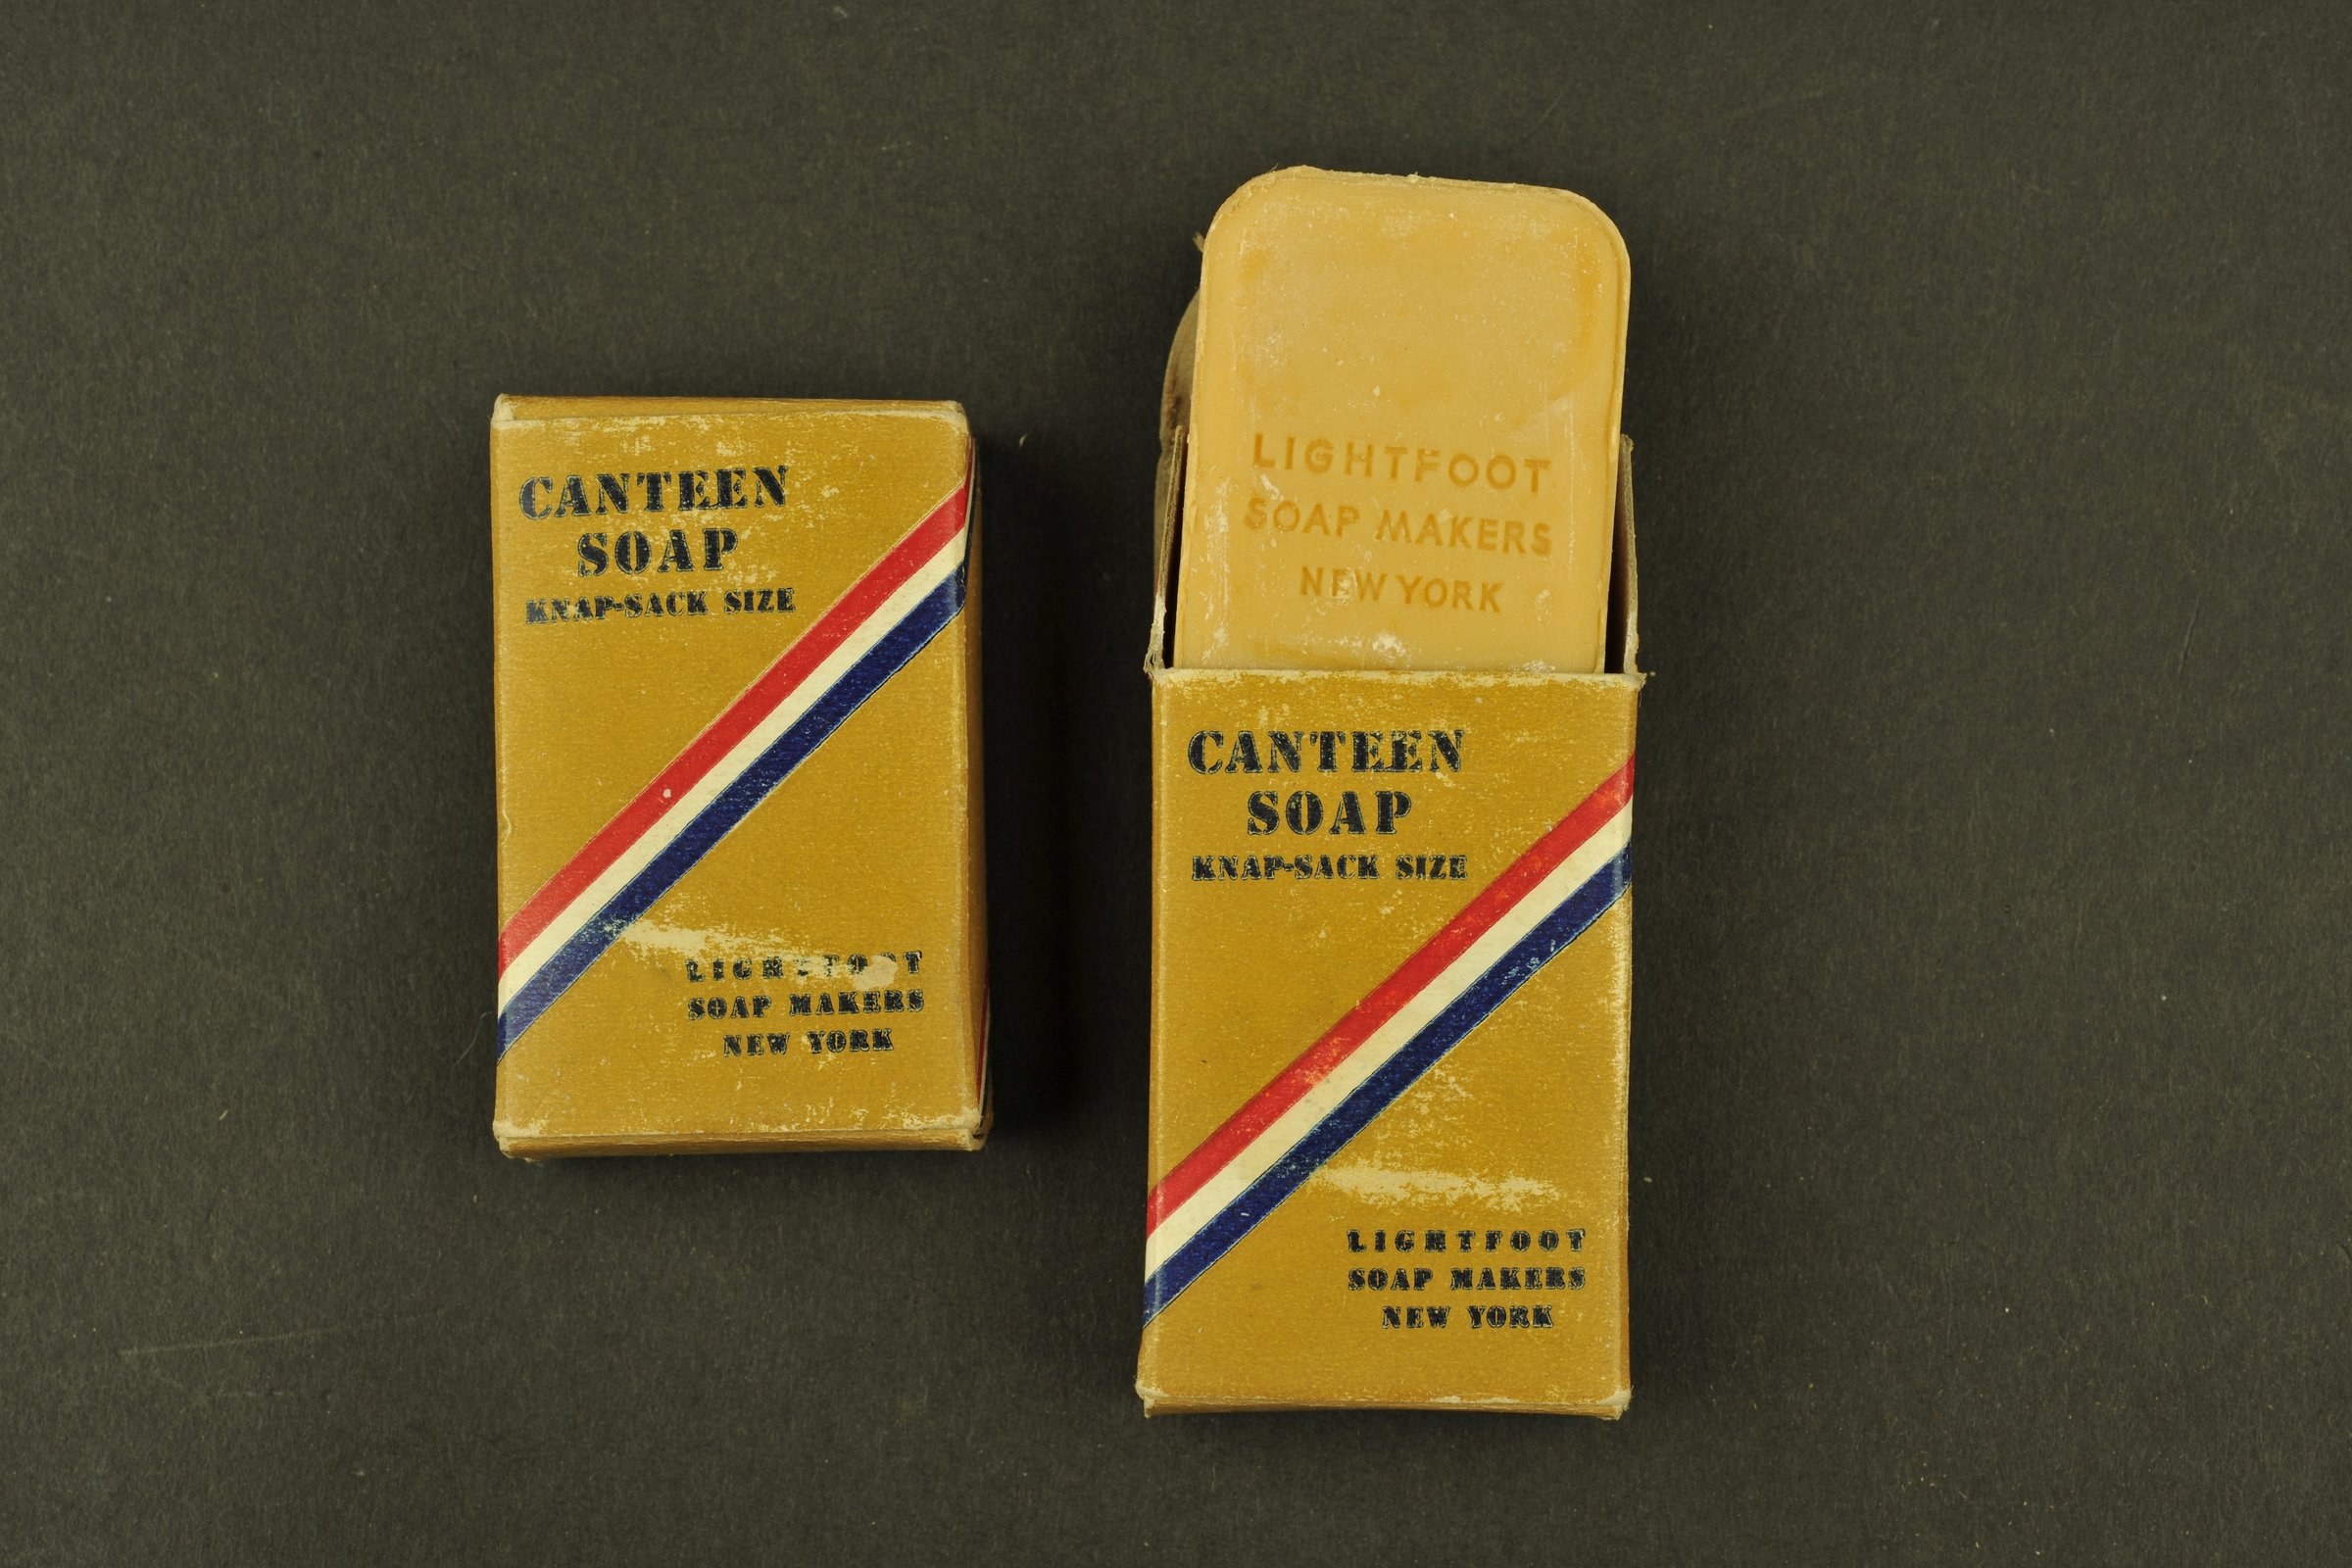 CANTEEN
SOAP
KNAP-SACK SIZE
LIGHTFOOT
SOAP MAKERS
NEW YORK
LIGHTFOOT
SOAP MAKERS
NEW YORK
CANTEEN
SOAP
KNAP-SACK SIZE
LIGHTFOOT
SOAP MAKERS
NEW YORK